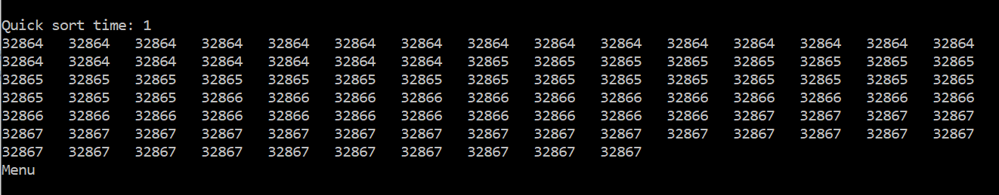 Quick sort time: 1
32864 32864 32864 32864 32864 32864 32864 32864 32864 32864 32864 32864 32864 32864 32864
32864 32864 32864 32864 32864 32864 32864 32865 32865 32865 32865 32865 32865 32865 32865
32865 32865 32865 32865 32865 32865 32865 32865 32865 32865 32865 32865 32865 32865 32865
32865 32865 32865 32866 32866 32866 32866 32866 32866 32866 32866 32866 32866 32866 32866
32866 32866 32866 32866 32866 32866 32866 32866 32866 32866 32866 32867 32867 32867 32867
32867 32867 32867 32867 32867 32867 32867 32867 32867 32867 32867 32867 32867 32867 32867
32867 32867 32867 32867 32867 32867 32867 32867 32867 32867
Menu